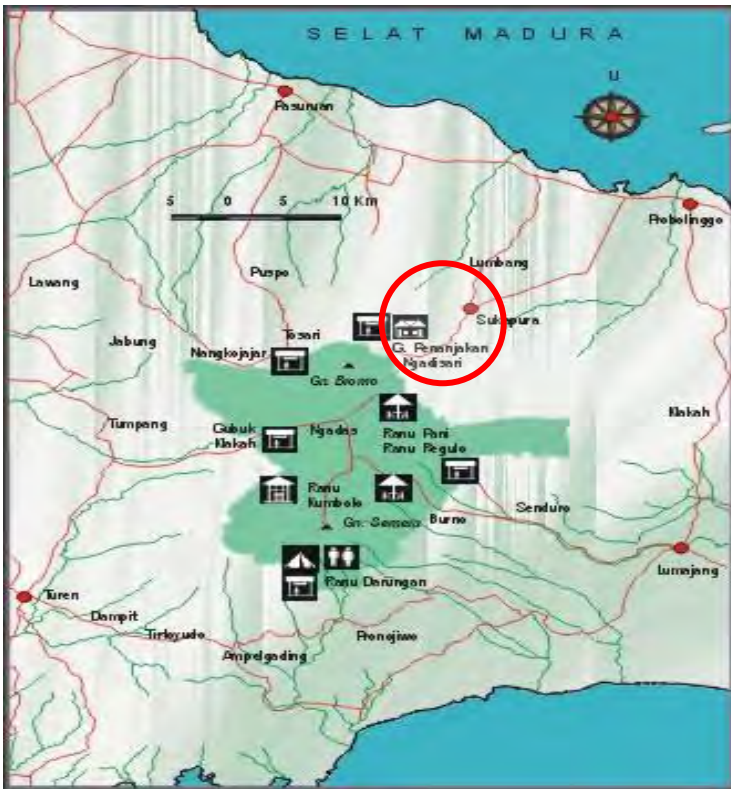 SELAT MADURA
U
Pasuruan
5 0 5 10 Km
Probolinggo
Lumbang
Puspo
Lawang
Sukapura
Tosari
Jabung
G. Penanjakan
Nangkojajar
Ngadisari
Gn. Bromo
Klakah
Tumpang
Gubuk
Klakah
Ngadas
Ranu Pani
Ranu Regulo
Ranu
Kumbolo
Senduro
Gn. Semeru
Burno
Lumajang
Ranu Darungan
Turen
Dampit
Tirtoyudo
Pronojiwo
Ampelgading